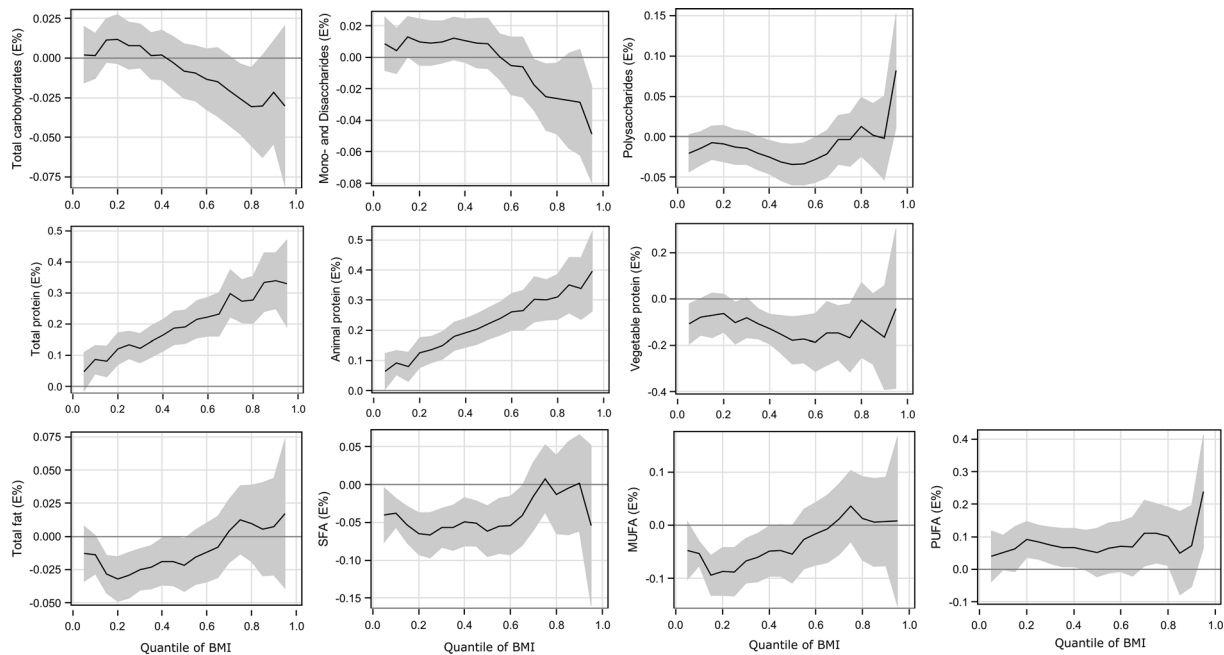 Total carbohydrates (E%)
0.025
0.000
-0.025
-0.050
-0.075
0.0 0.2 0.4 0.6 0.8 1.0
Mono- and Disaccharides (E%)
0.02
0.00
-0.02
-0.04
-0.06
-0.08
0.0 0.2 0.4 0.6 0.8 1.0
Polysaccharides (E%)
0.15
0.10
0.05
0.00
-0.05
0.0 0.2 0.4 0.6 0.8 1.0
Total protein (E%)
0.5
0.4
0.3
0.2
0.1
0.0
0.0 0.2 0.4 0.6 0.8 1.0
Animal protein (E%)
0.5
0.4
0.3
0.2
0.1
0.0
0.0 0.2 0.4 0.6 0.8 1.0
Vegetable protein (E%)
0.2
0.0
-0.2
-0.4
0.0 0.2 0.4 0.6 0.8 1.0
Total fat (E%)
0.075
0.050
0.025
0.000
-0.025
-0.050
0.0 0.2 0.4 0.6 0.8 1.0
Quantile of BMI
SFA (E%)
0.05
0.00
-0.05
-0.10
-0.15
0.0 0.2 0.4 0.6 0.8 1.0
Quantile of BMI
MUFA (E%)
0.1
0.0
-0.1
0.0 0.2 0.4 0.6 0.8 1.0
Quantile of BMI
PUFA (E%)
0.4
0.3
0.2
0.1
0.0
-0.1
0.0 0.2 0.4 0.6 0.8 1.0
Quantile of BMI